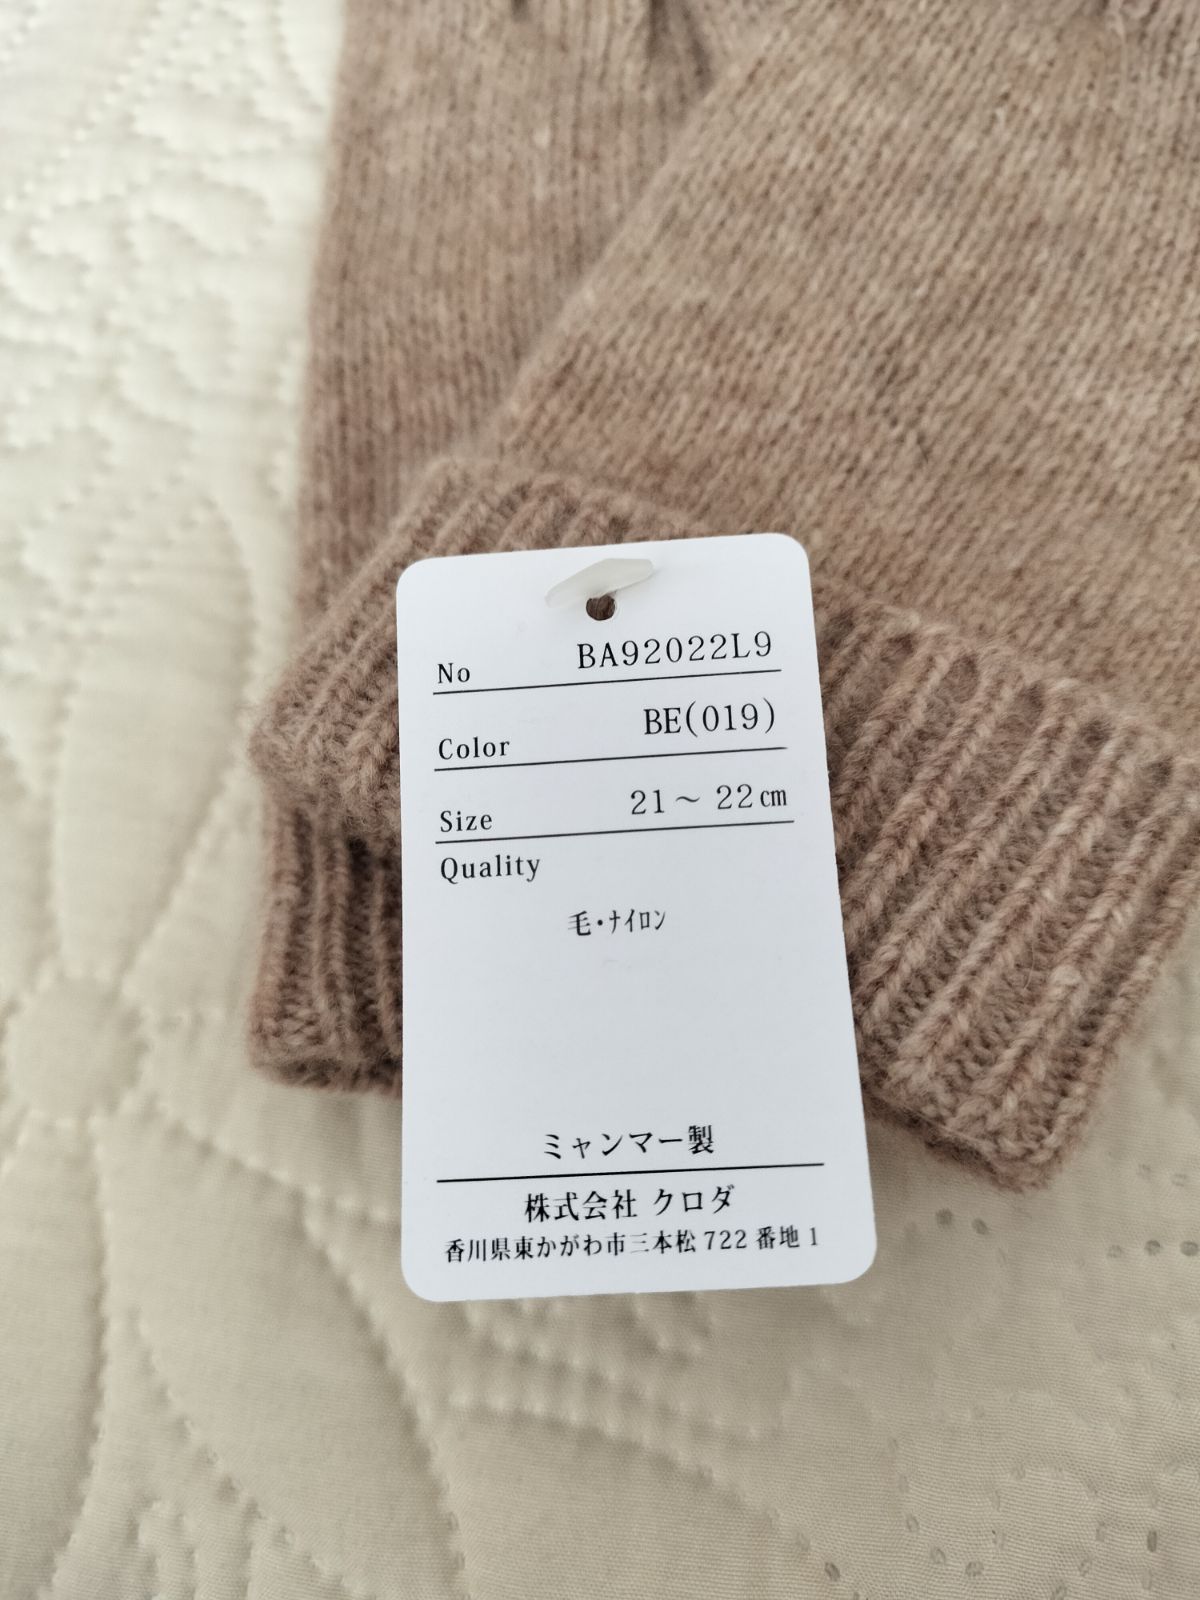 No BA92022L9
Color BE(019)
Size 21～22㎝
Quality
毛・ﾅｲﾛﾝ
ミャンマー製
株式会社 クロダ
香川県東かがわ市三本松722番地1